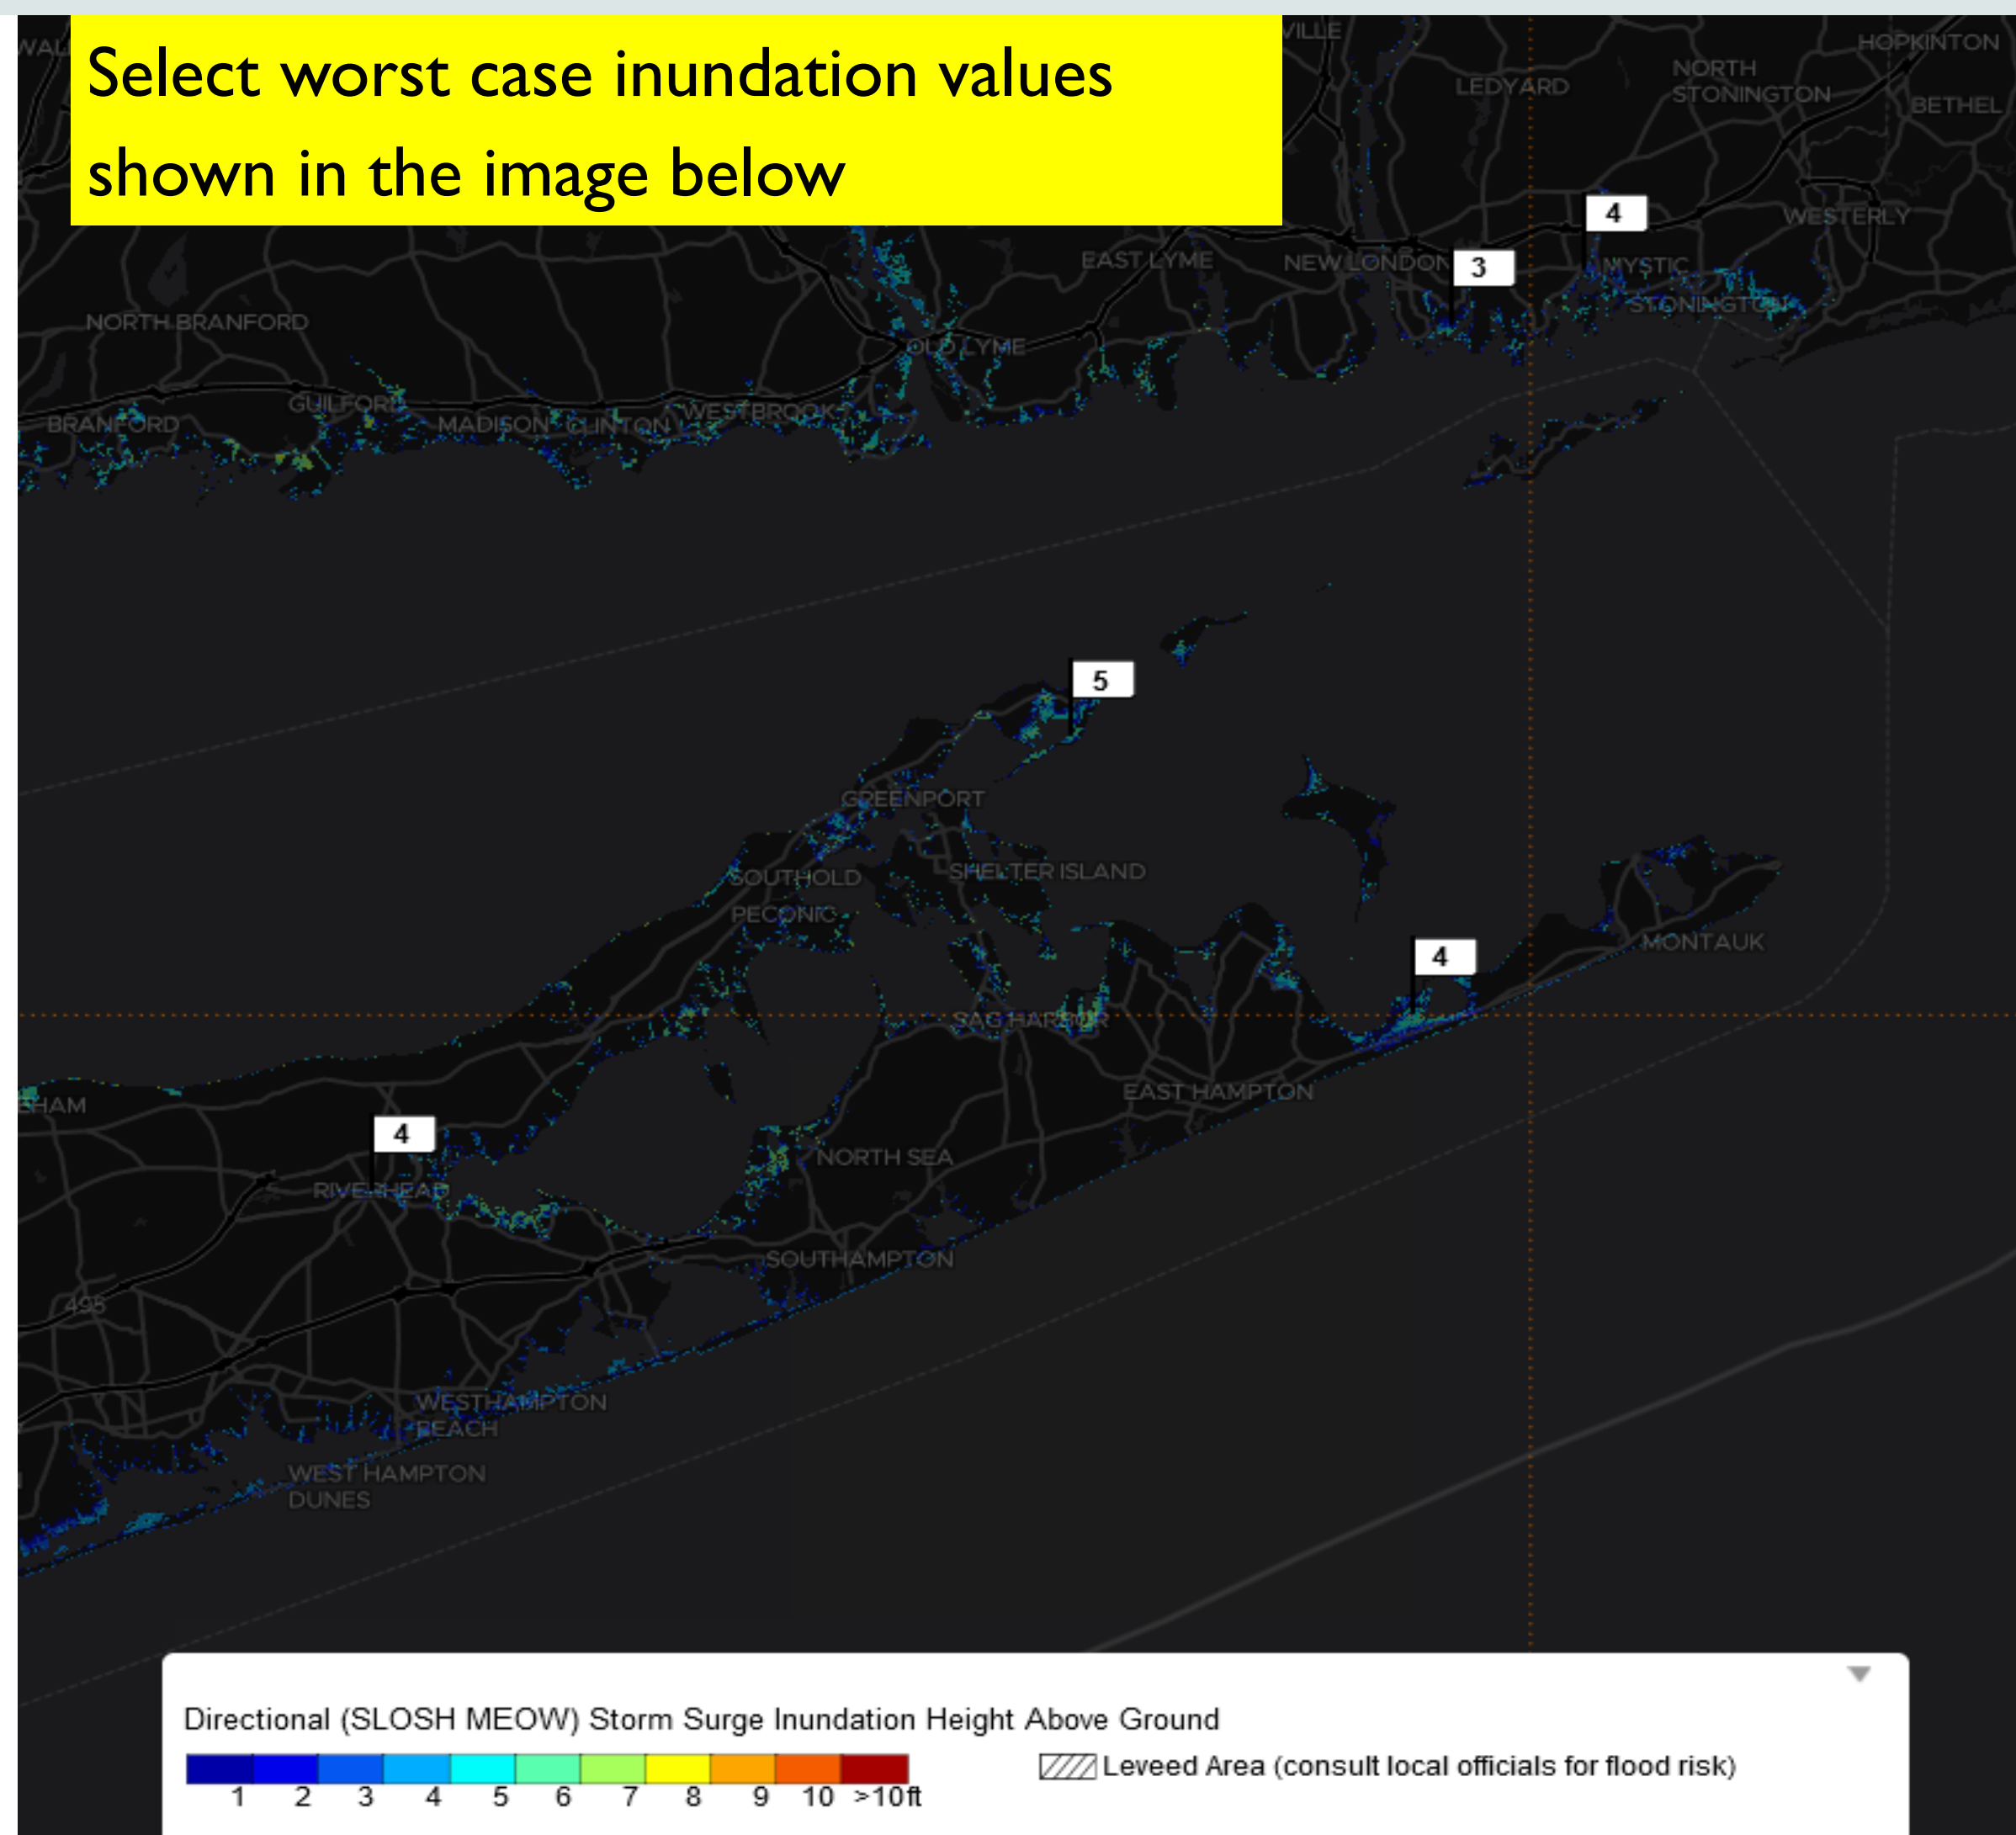 Select worst case inundation values
shown in the image below
VILLE
HOPKINTON
LEDYARD
NORTH
STONINGTON
BETHEL
4
WESTERLY
EAST LYME
NEW LONDON
3
MYSTIC
STONINGTON
NORTH BRANFORD
OLD LYME
GUILFORD
BRANFORD
MADISON
CLINTON
WESTBROOK
5
GREENPORT
SHELTER ISLAND
SOUTHOLD
PECONIC
MONTAUK
4
SAG HARBOR
EAST HAMPTON
HAM
4
NORTH SEA
RIVERHEAD
SOUTHAMPTON
495
WESTHAMPTON
BEACH
WEST HAMPTON
DUNES
Directional (SLOSH MEOW) Storm Surge Inundation Height Above Ground
Leveed Area (consult local officials for flood risk)
1 2 3 4 5 6 7 8 9 10 >10ft